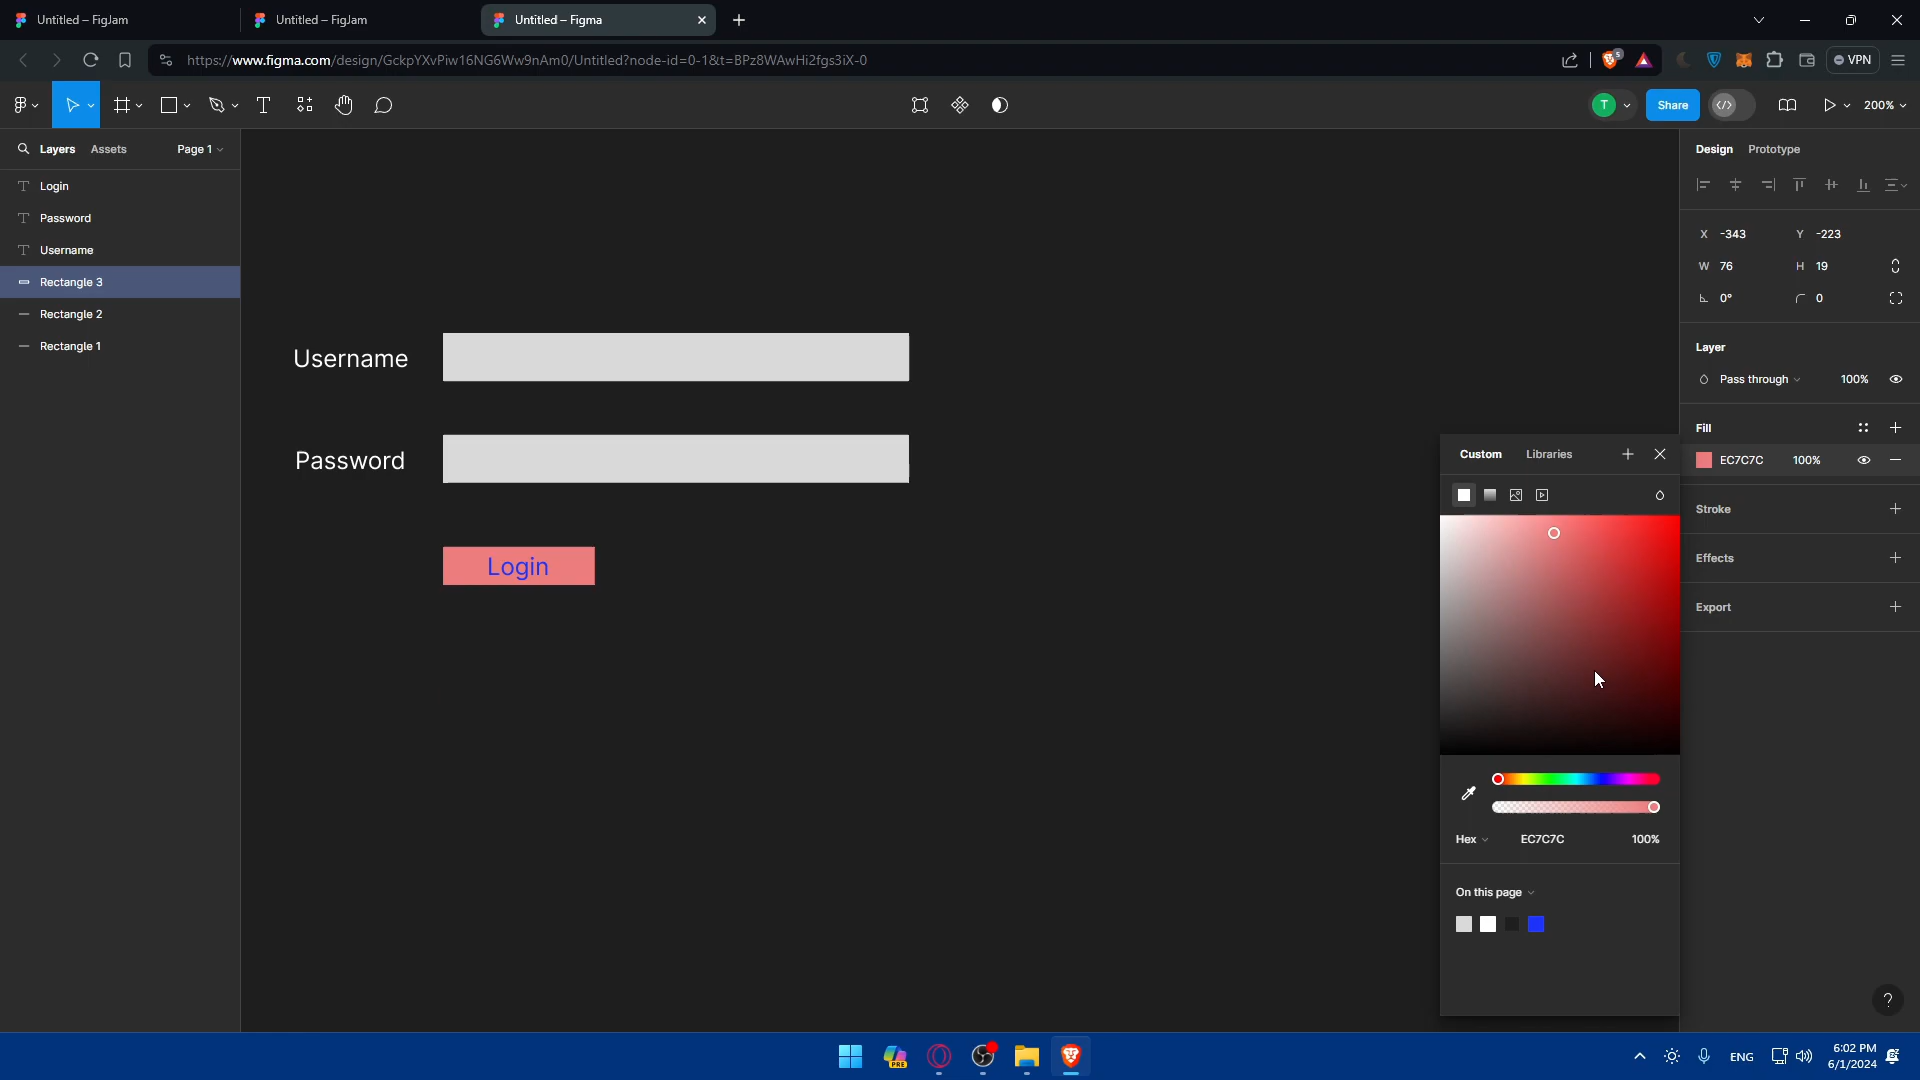 Untitled – FigJam
Untitled – FigJam
Untitled – Figma
https://www.figma.com/design/GckpYXvPiw16NG6Ww9nAm0/Untitled?node-id=0-1&t=BPz8WAwHi2fgs3iX-0
5
VPN
T
Share
200%
Layers
Assets
Page 1
Login
Password
Username
Rectangle 3
Rectangle 2
Rectangle 1
Username
Password
Login
Design
Prototype
X -343
Y -223
W 76
H 19
0°
0
Layer
Pass through
100%
Fill
EC7C7C
100%
Stroke
Effects
Export
Custom
Libraries
Hex
EC7C7C
100%
On this page
?
PRE
ENG
6:02 PM
6/1/2024